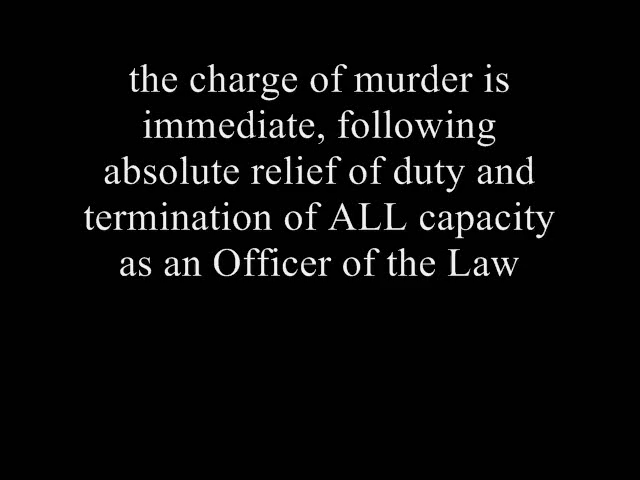 the charge of murder is
immediate, following
absolute relief of duty and
termination of ALL capacity
as an Officer of the Law